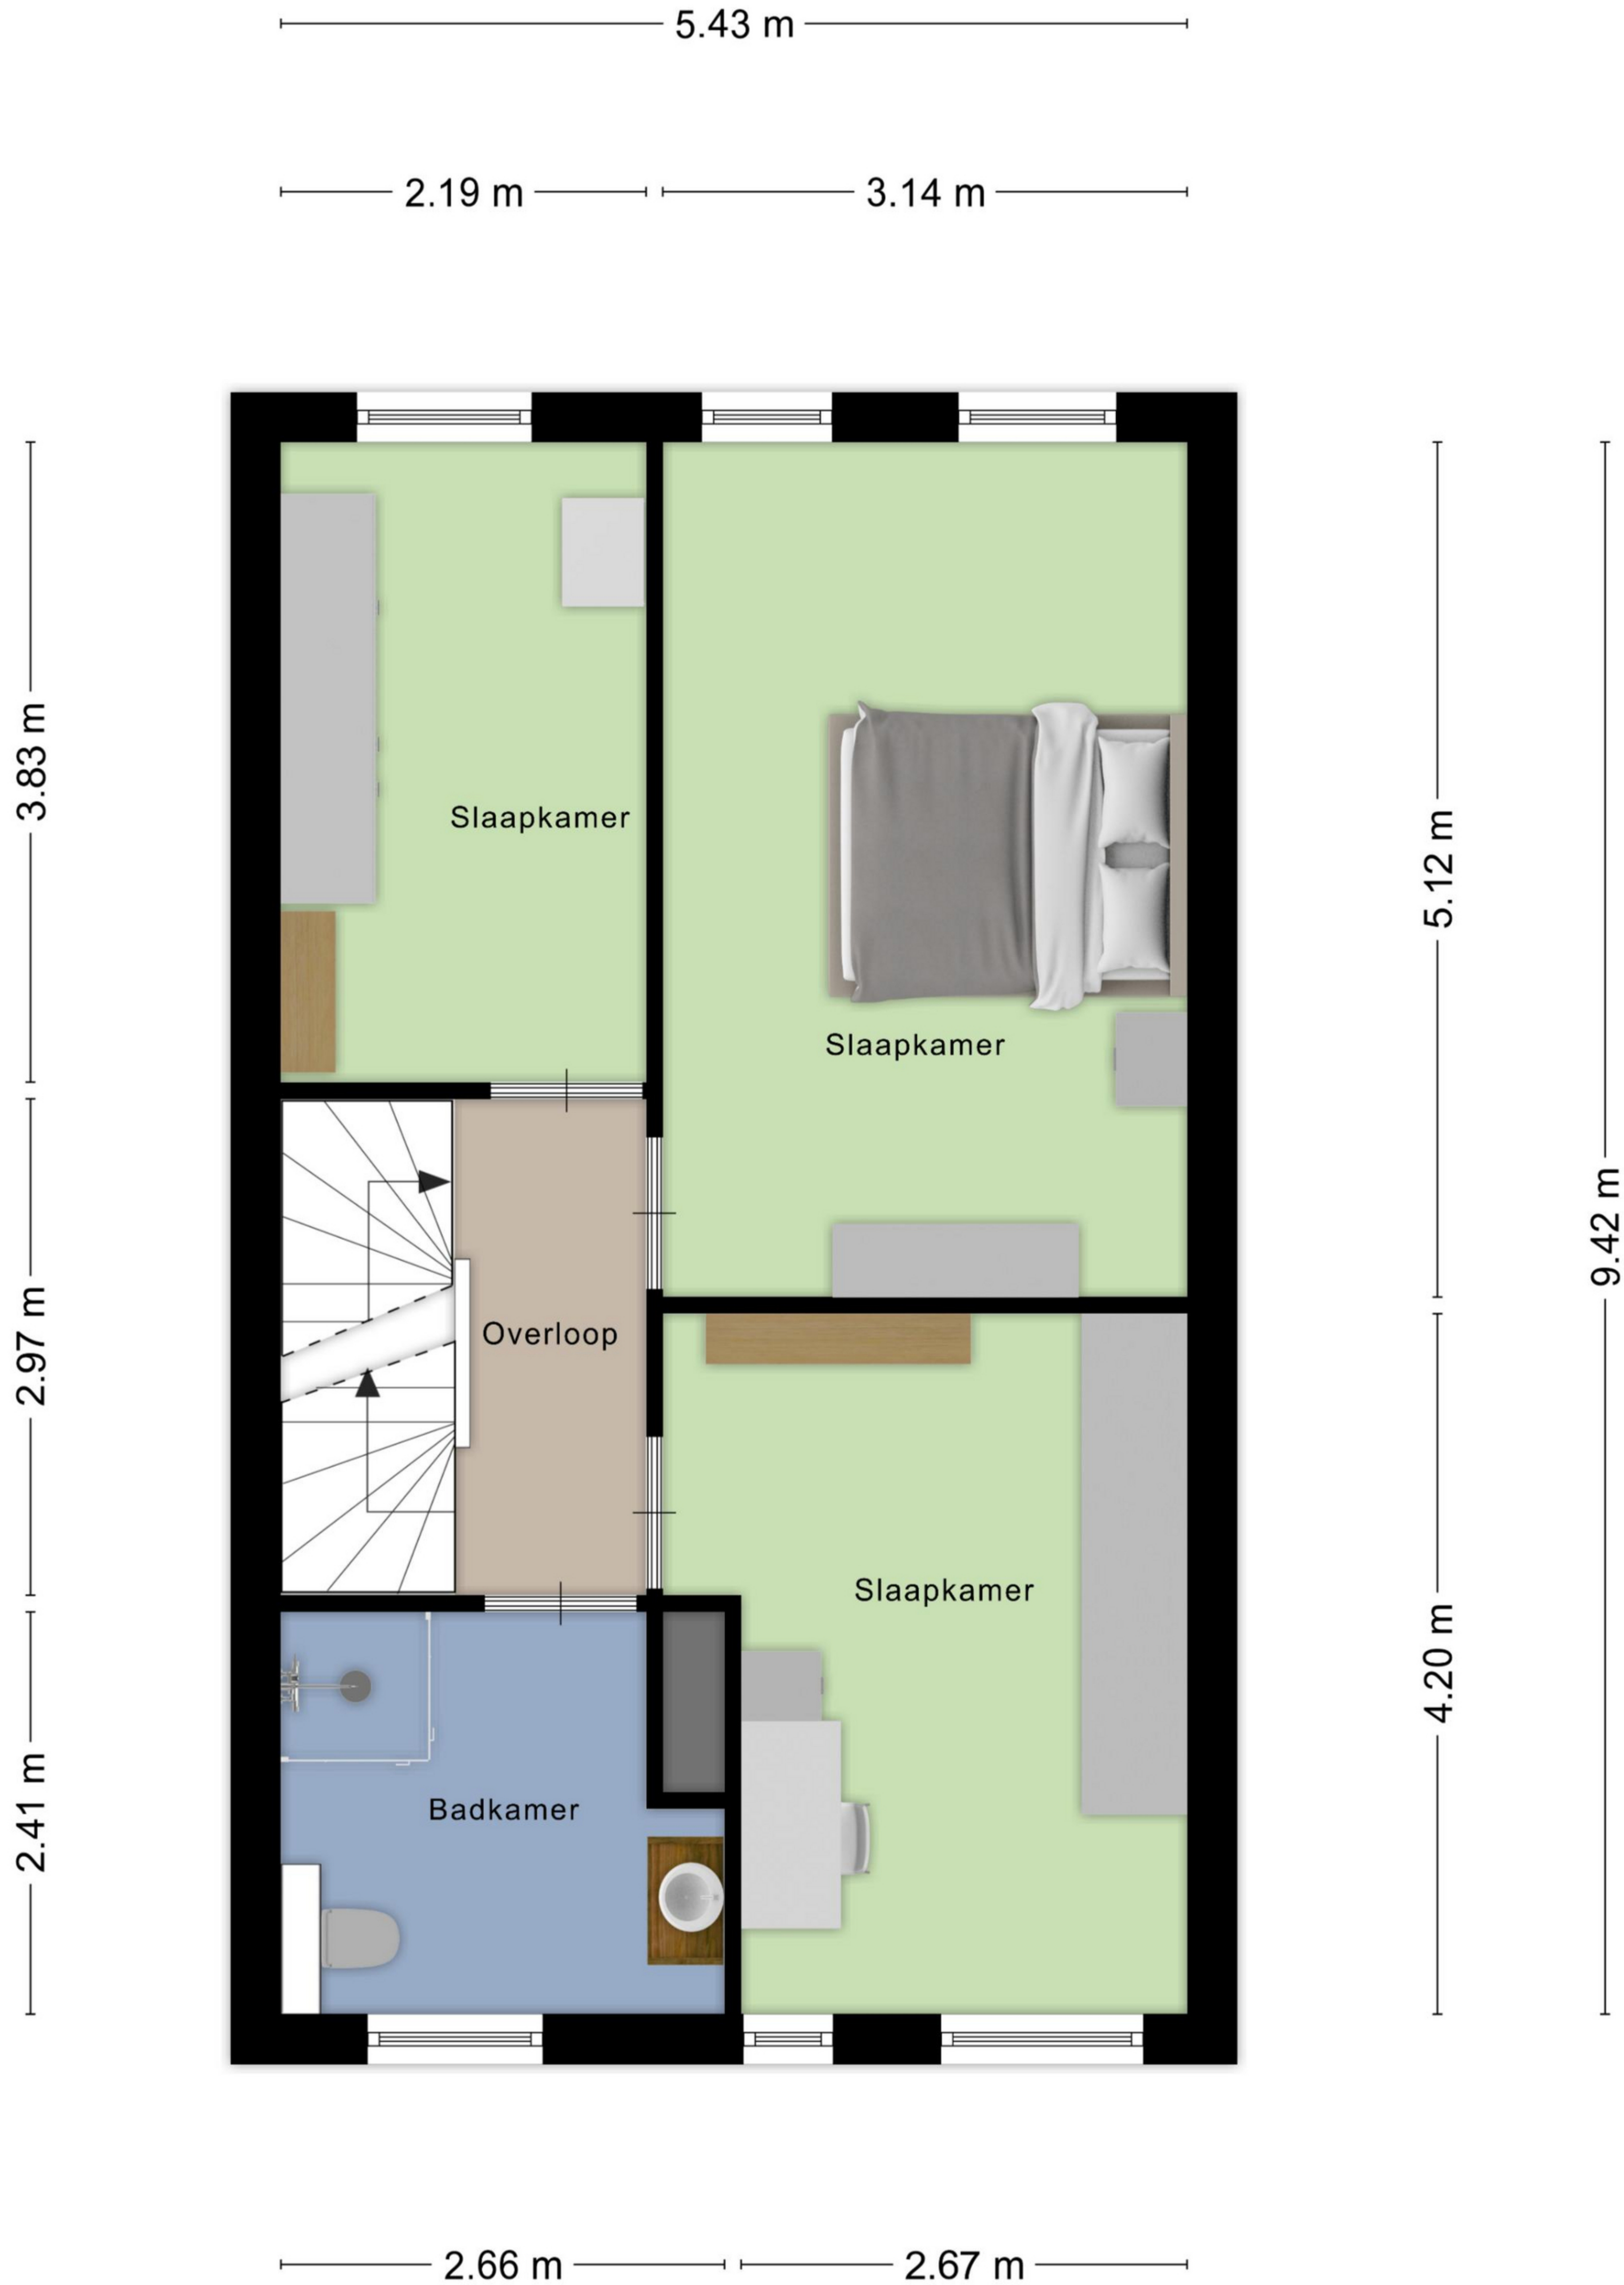 5.43 m
2.19 m
3.14 m
3.83 m
Slaapkamer
5.12 m
Slaapkamer
9.42 m
2.97 m
Overloop
Slaapkamer
4.20 m
Badkamer
2.41 m
2.66 m
2.67 m